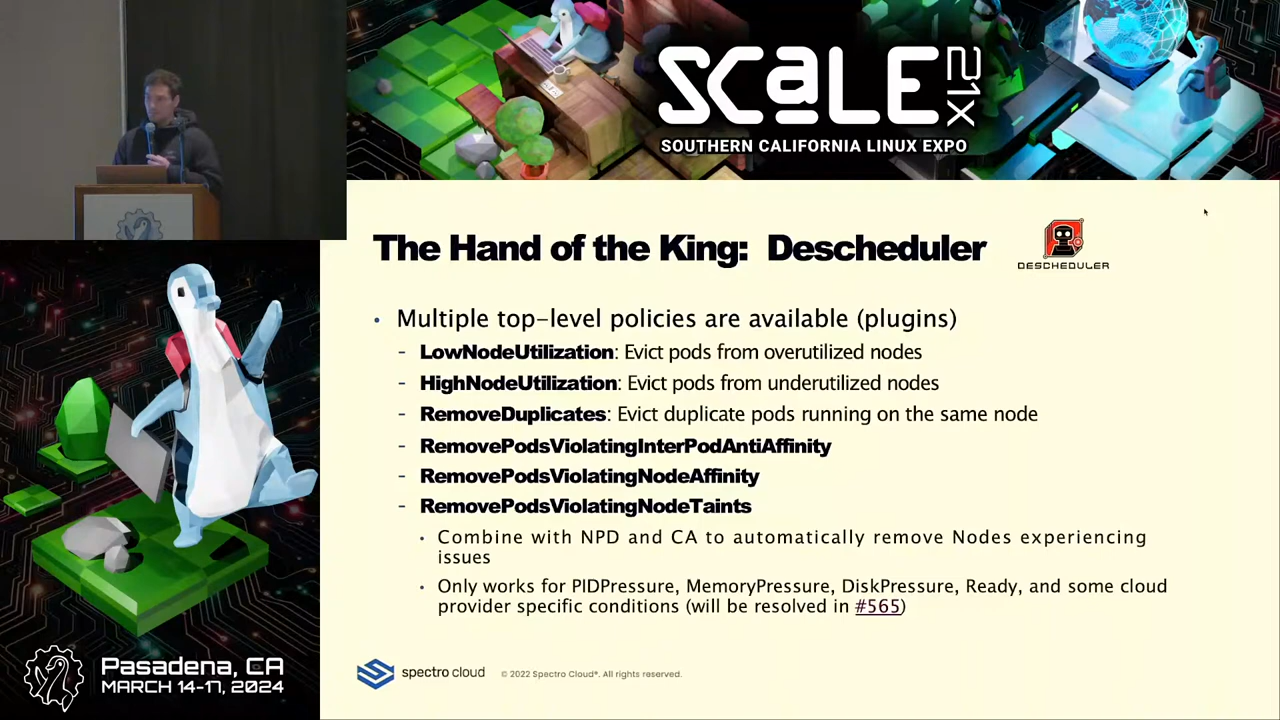 SCaLE 21X
SOUTHERN CALIFORNIA LINUX EXPO
The Hand of the King: Descheduler
DESCHEDULER
• Multiple top-level policies are available (plugins)
- LowNodeUtilization: Evict pods from overutilized nodes
- HighNodeUtilization: Evict pods from underutilized nodes
- RemoveDuplicates: Evict duplicate pods running on the same node
- RemovePodsViolatingInterPodAntiAffinity
- RemovePodsViolatingNodeAffinity
- RemovePodsViolatingNodeTaints
• Combine with NPD and CA to automatically remove Nodes experiencing
issues
• Only works for PIDPressure, MemoryPressure, DiskPressure, Ready, and some cloud
provider specific conditions (will be resolved in #565)
spectro cloud
© 2022 Spectro Cloud®. All rights reserved.
Pasadena, CA
MARCH 14-17, 2024